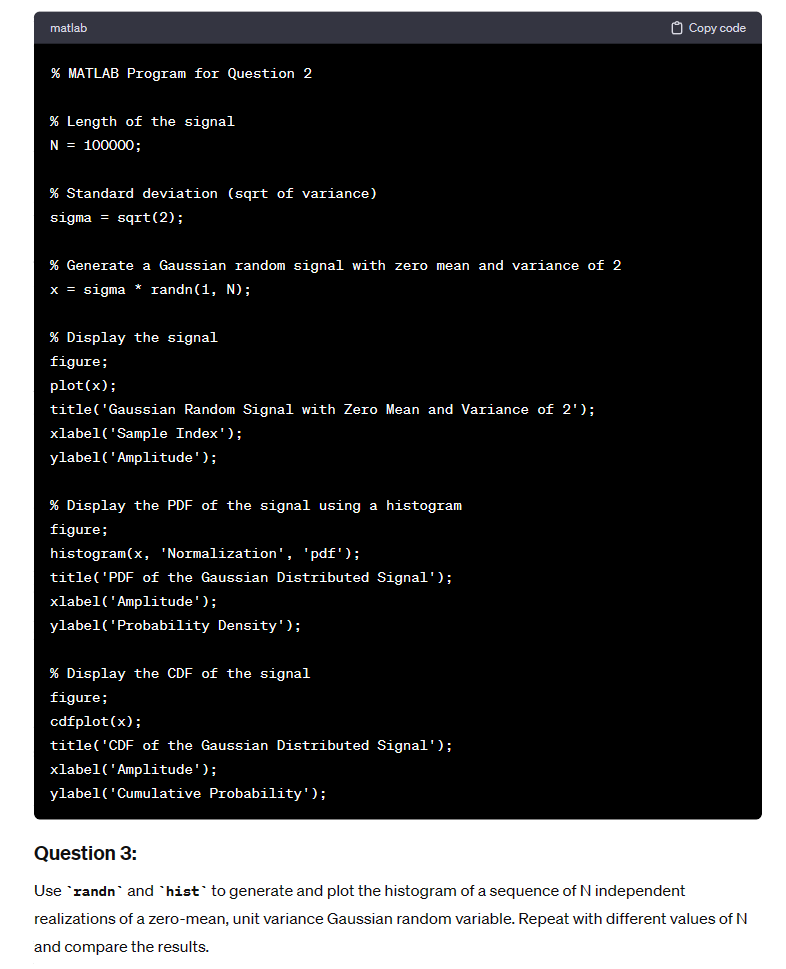 matlab
Copy code
% MATLAB Program for Question 2
% Length of the signal
N = 100000;
% Standard deviation (sqrt of variance)
sigma = sqrt(2);
% Generate a Gaussian random signal with zero mean and variance of 2
x = sigma * randn(1, N);
% Display the signal
figure;
plot(x);
title('Gaussian Random Signal with Zero Mean and Variance of 2');
xlabel('Sample Index');
ylabel('Amplitude');
% Display the PDF of the signal using a histogram
figure;
histogram(x, 'Normalization', 'pdf');
title('PDF of the Gaussian Distributed Signal');
xlabel('Amplitude');
ylabel('Probability Density');
% Display the CDF of the signal
figure;
cdfplot(x);
title('CDF of the Gaussian Distributed Signal');
xlabel('Amplitude');
ylabel('Cumulative Probability');
Question 3:
Use `randn` and `hist` to generate and plot the histogram of a sequence of N independent
realizations of a zero-mean, unit variance Gaussian random variable. Repeat with different values of N
and compare the results.